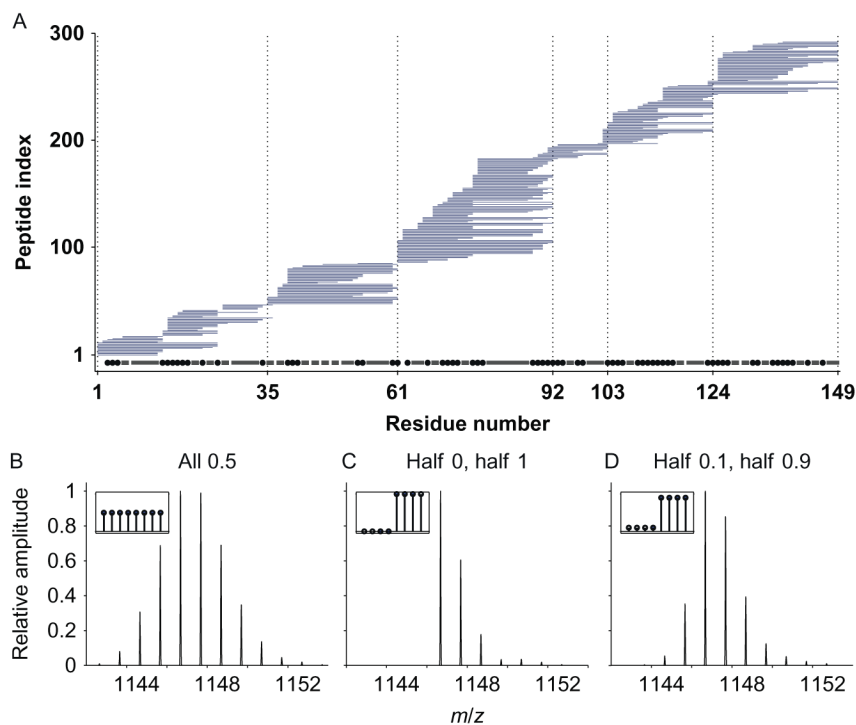 A
300
200
100
1
Peptide index
1 35 61 92 103 124 149
Residue number
B All 0.5
C Half 0, half 1
D Half 0.1, half 0.9
Relative amplitude
1
0.8
0.6
0.4
0.2
0
1144 1148 1152
1144 1148 1152
1144 1148 1152
m/z